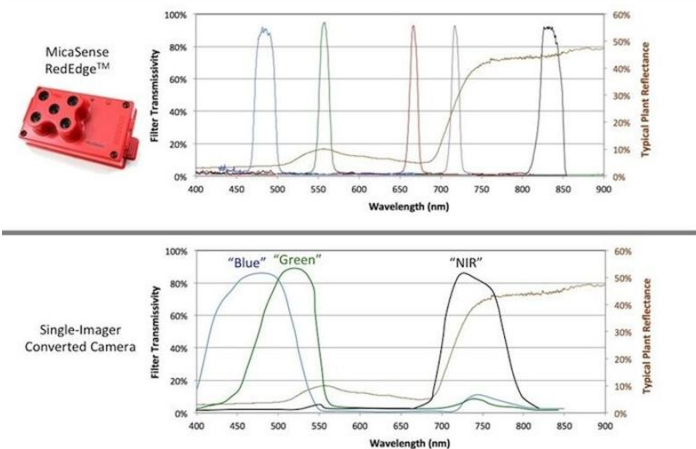 MicaSense
RedEdge™
Filter Transmissivity
100%
80%
60%
40%
20%
0%
60%
50%
40%
30%
20%
10%
0%
Typical Plant Reflectance
400 450 500 550 600 650 700 750 800 850 900
Wavelength (nm)
Single-Imager
Converted Camera
Filter Transmissivity
100%
80%
60%
40%
20%
0%
"Blue" "Green" "NIR"
60%
50%
40%
30%
20%
10%
0%
Typical Plant Reflectance
400 450 500 550 600 650 700 750 800 850 900
Wavelength (nm)